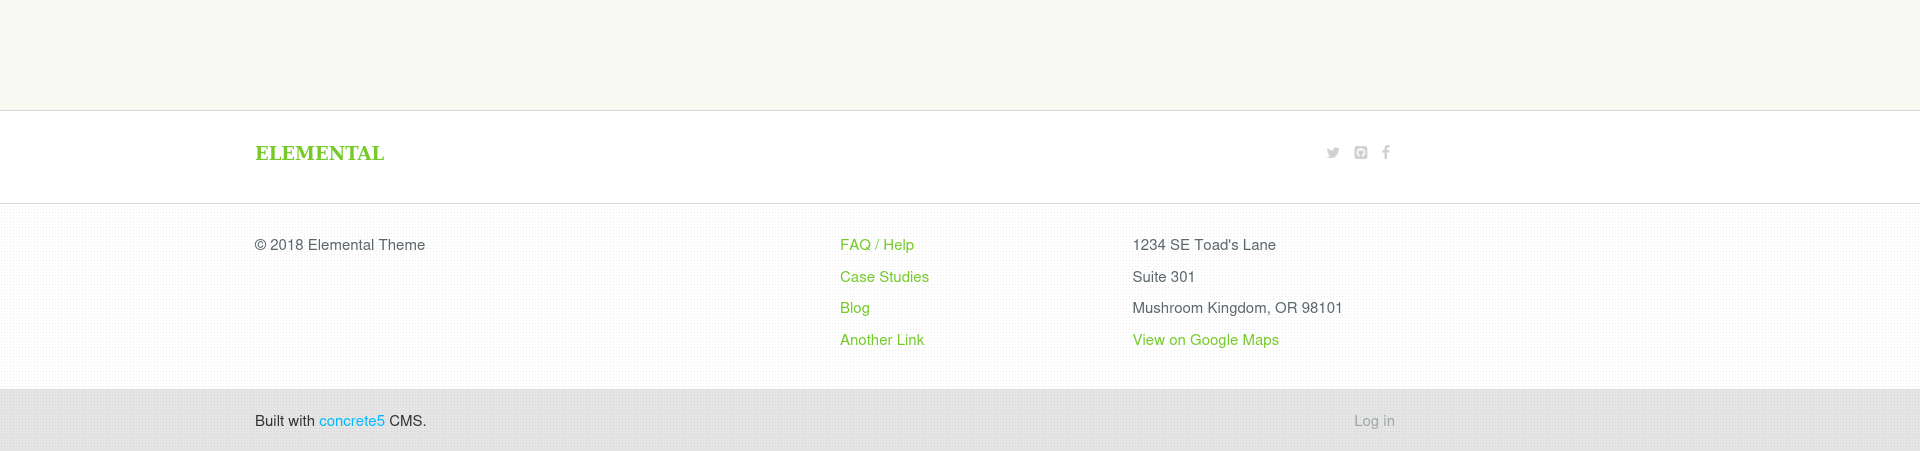 ELEMENTAL
© 2018 Elemental Theme
FAQ / Help
Case Studies
Blog
Another Link
1234 SE Toad's Lane
Suite 301
Mushroom Kingdom, OR 98101
View on Google Maps
Built with concrete5 CMS.
Log in